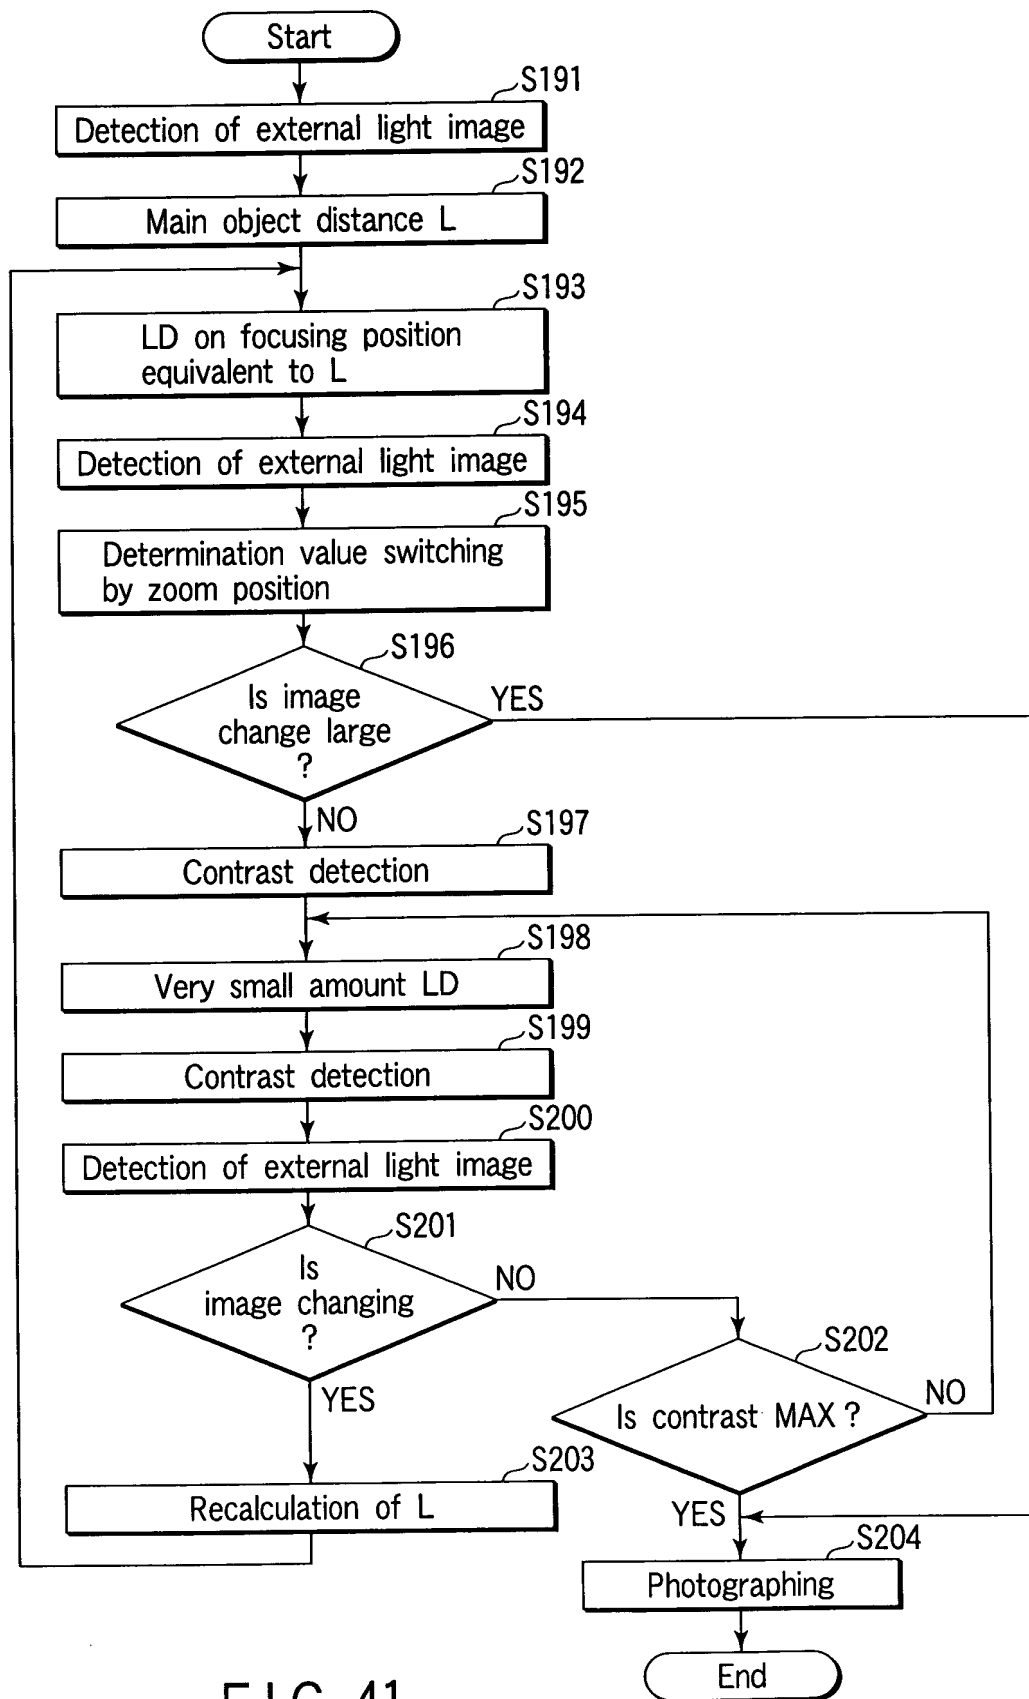 Start
S191
Detection of external light image
S192
Main object distance L
S193
LD on focusing position
equivalent to L
S194
Detection of external light image
S195
Determination value switching
by zoom position
S196
Is image
change large
?
YES
NO
S197
Contrast detection
S198
Very small amount LD
S199
Contrast detection
S200
Detection of external light image
S201
Is
image changing
?
NO
YES
S202
Is contrast MAX ?
NO
YES
S203
Recalculation of L
S204
Photographing
End
FIG. 41